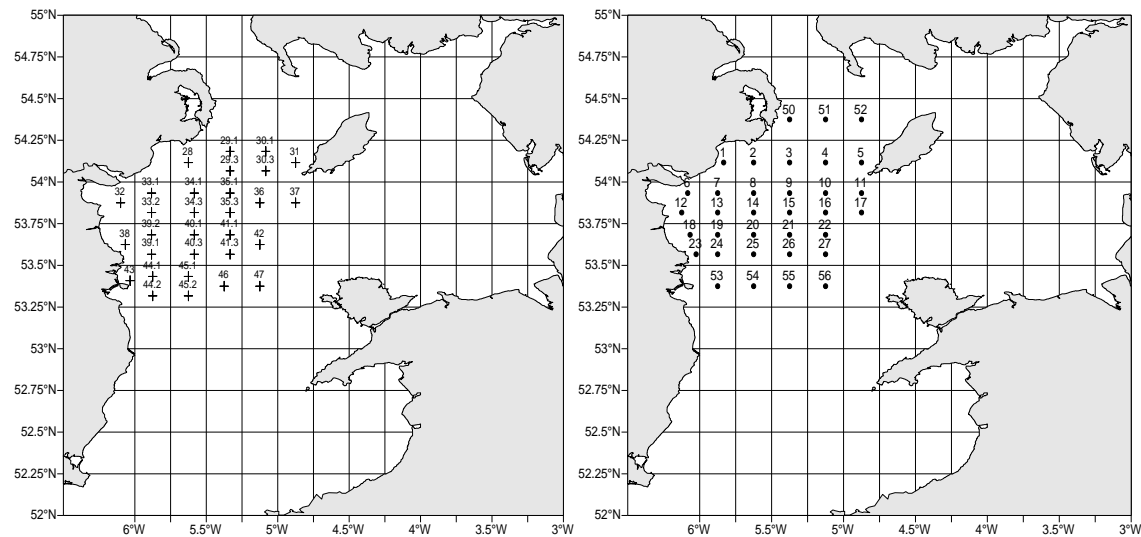 55°N 55°N
54.75°N 54.75°N
54.5°N 54.5°N
50 51 52
54.25°N 54.25°N
29.1 30.1
28 31 1 2 3 4 5
29.3 30.3
54°N 54°N
33.1 34.1 35.1 6 7 8 9 10 11
32 36 37
33.2 34.3 35.3 12 13 14 15 16 17
53.75°N 53.75°N
39.2 40.1 41.1 18 19 20 21 22
38 42
39.1 40.3 41.3 23 24 25 26 27
53.5°N 53.5°N
43 44.1 45.1 46 47
44.2 45.2 53 54 55 56
53.25°N 53.25°N
53°N 53°N
52.75°N 52.75°N
52.5°N 52.5°N
52.25°N 52.25°N
52°N 52°N
6°W 5.5°W 5°W 4.5°W 4°W 3.5°W 3°W 6°W 5.5°W 5°W 4.5°W 4°W 3.5°W 3°W